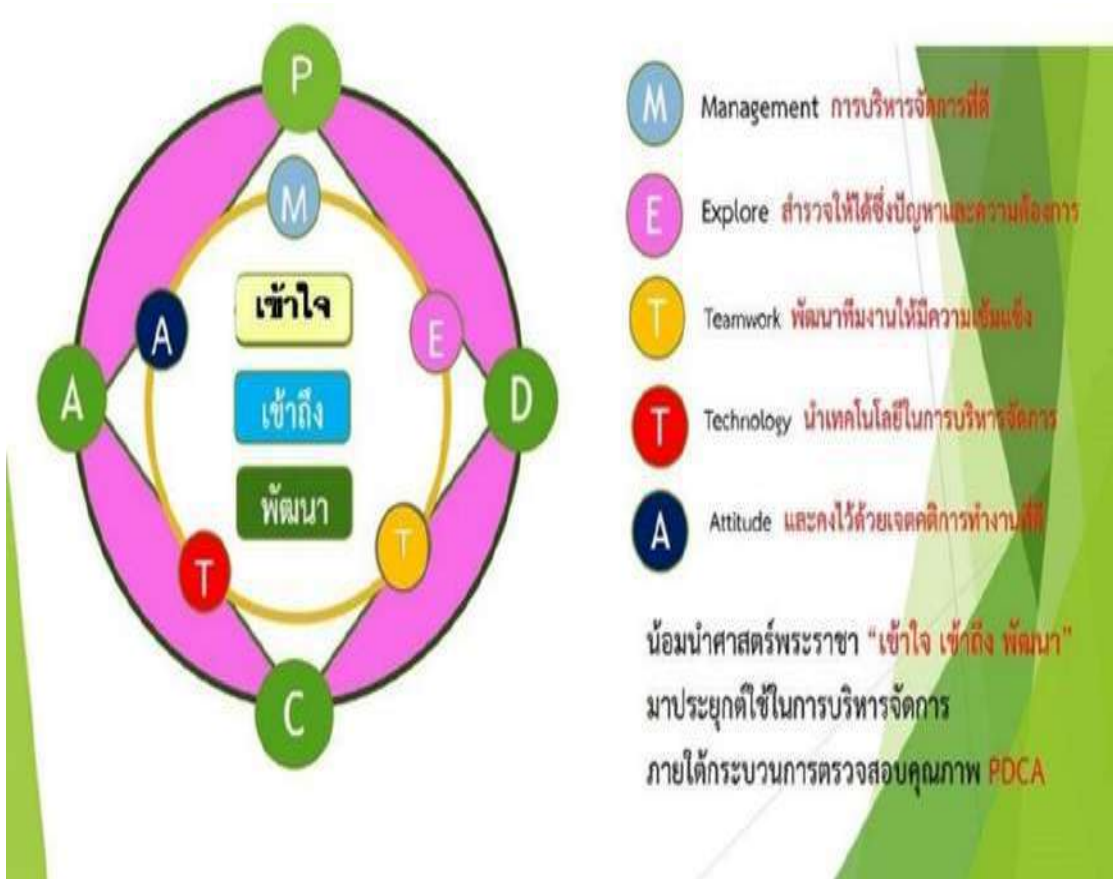 P
M
A
E
เข้าใจ
A
เข้าถึง
D
พัฒนา
T
T
C
M Management การบริหารจัดการที่ดี
E Explore สำรวจให้ได้ซึ่งปัญหาและความต้องการ
T Teamwork พัฒนาทีมงานให้มีความเข้มแข็ง
T Technology นำเทคโนโลยีในการบริหารจัดการ
A Attitude และคงไว้ด้วยเจตคติการทำงานที่ดี
น้อมนำศาสตร์พระราชา “เข้าใจ เข้าถึง พัฒนา”
มาประยุกต์ใช้ในการบริหารจัดการ
ภายใต้กระบวนการตรวจสอบคุณภาพ PDCA